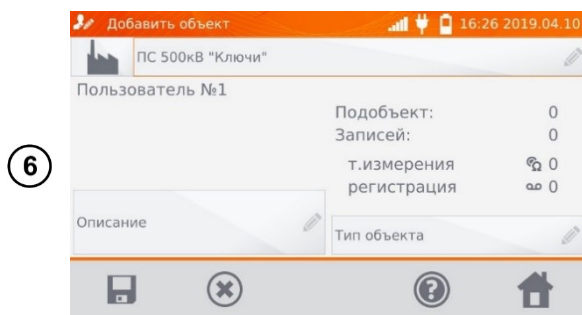 Добавить объект 16:26 2019.04.10
ПС 500кВ "Ключи"
Пользователь №1
Подобъект: 0
Записей: 0
6
т.измерения 0
регистрация 0
Описание
Тип объекта